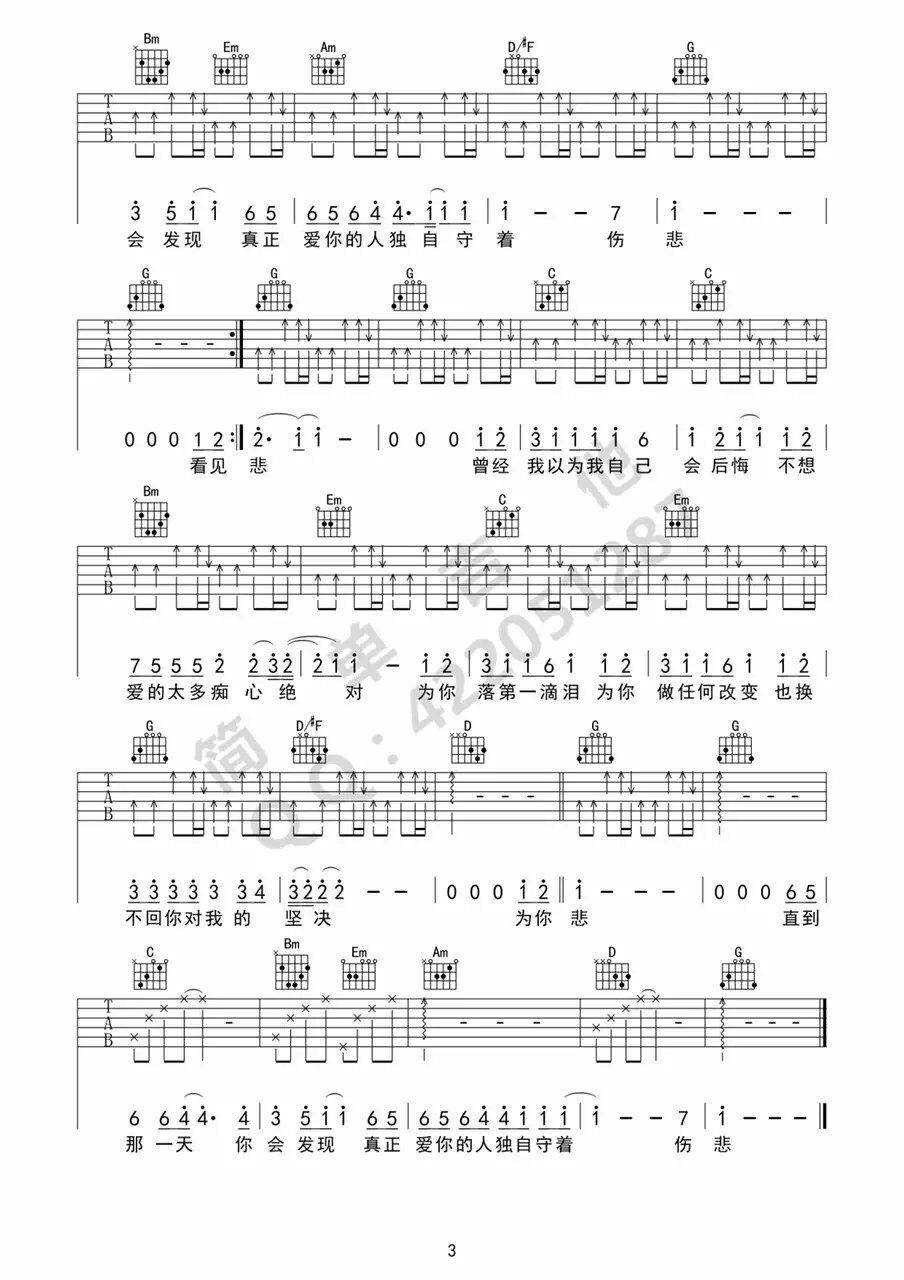 Bm Em Am D/#F G
T A B
3 5 1 1 6 5 6 5 6 4 4· 1 1 1 1 - - 7 1 - - -
会 发现 真正 爱你的人独自守着 伤 悲
G G G C C
T A B
0 0 0 1 2 :‖ 2· 1 1 - 0 0 0 1 2 3 1 1 1 1 6 1 2 1 1 1 2
看见 悲 曾经 我以为我自己 会后悔 不想
Bm Em C Em
T A B
7 5 5 5 2 2 3 2 2 1 1 - 1 2 3 1 1 6 1 1 2 3 1 1 6 1 1 2
爱的太多痴 心绝 对 为你 落第一滴泪 为你 做任何改变 也换
G D/#F D G G
T A B
3 3 3 3 3 3 4 3 2 2 2 - - 0 0 0 1 2 1 - - - 0 0 0 6 5
不回你对我的 坚决 为你 悲 直到
C Bm Em Am D G
T A B
6 6 4 4· 4 3 5 1 1 6 5 6 5 6 4 4 1 1 1 1 - - 7 1 - -
那 一天 你 会 发现 真正 爱你的人独自守着 伤 悲
简单吉他
QQ:422051287
3